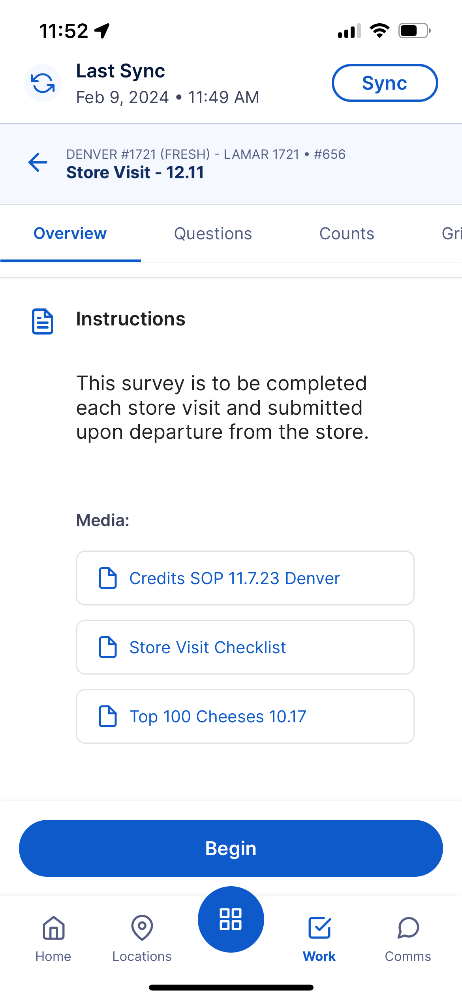 11:52
Last Sync
Feb 9, 2024 • 11:49 AM
Sync
DENVER #1721 (FRESH) - LAMAR 1721 • #656
Store Visit - 12.11
Overview
Questions
Counts
Gri
Instructions
This survey is to be completed
each store visit and submitted
upon departure from the store.
Media:
Credits SOP 11.7.23 Denver
Store Visit Checklist
Top 100 Cheeses 10.17
Begin
Home
Locations
Work
Comms